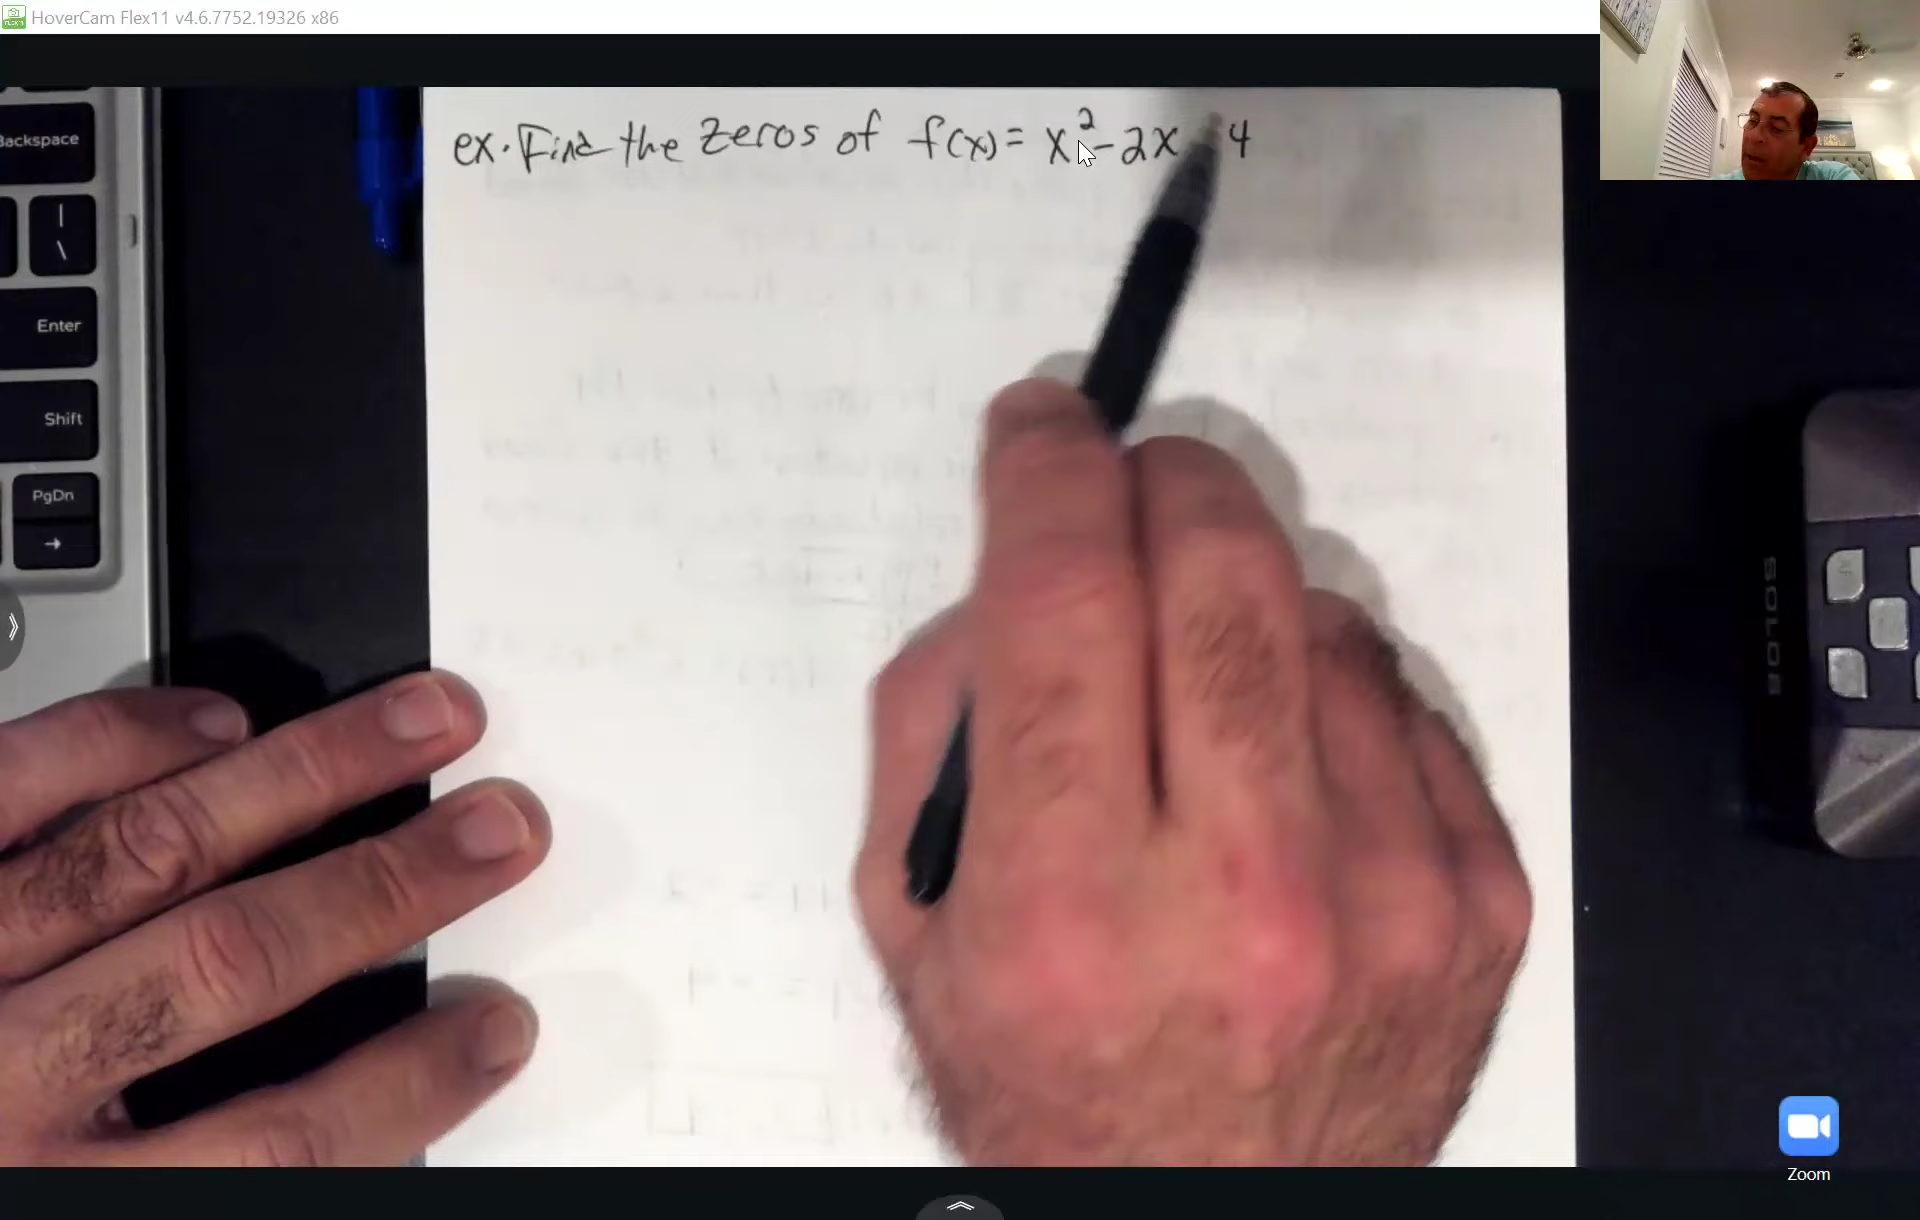 HoverCam Flex11 v4.6.7752.19326 x86
Backspace
|
\
Enter
Shift
PgDn
→
ex. Find the zeros of f(x) = x² - 2x 4
SOLO8
Zoom